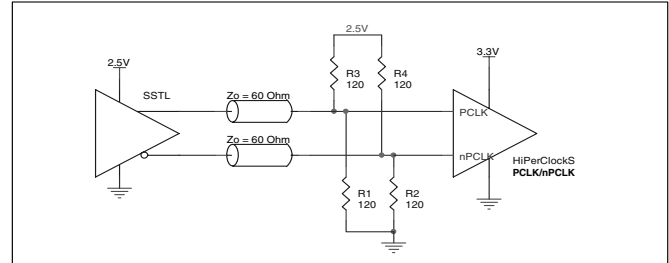 2.5V
3.3V
2.5V
SSTL
R3
120
R4
120
Zo = 60 Ohm
PCLK
Zo = 60 Ohm
nPCLK
HiPerClockS
PCLK/nPCLK
R1
120
R2
120